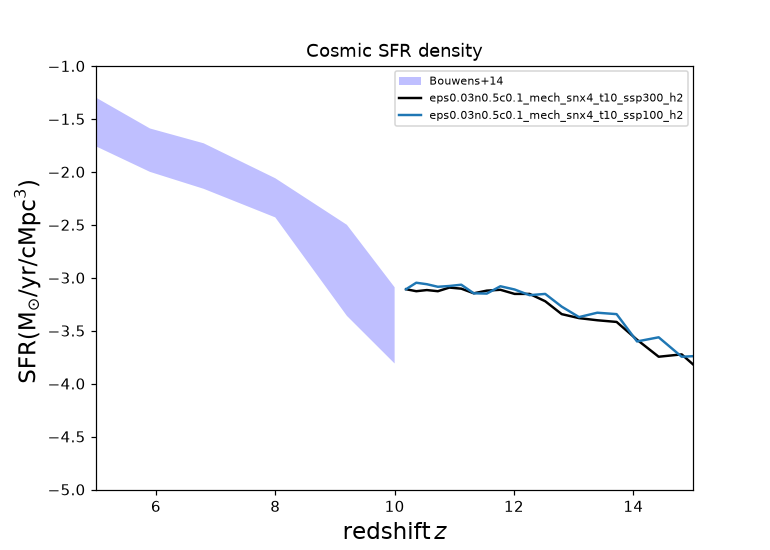 Cosmic SFR density
Bouwens+14
eps0.03n0.5c0.1_mech_snx4_t10_ssp300_h2
eps0.03n0.5c0.1_mech_snx4_t10_ssp100_h2
SFR(M⊙/yr/cMpc³)
−1.0
−1.5
−2.0
−2.5
−3.0
−3.5
−4.0
−4.5
−5.0
6 8 10 12 14
redshift z